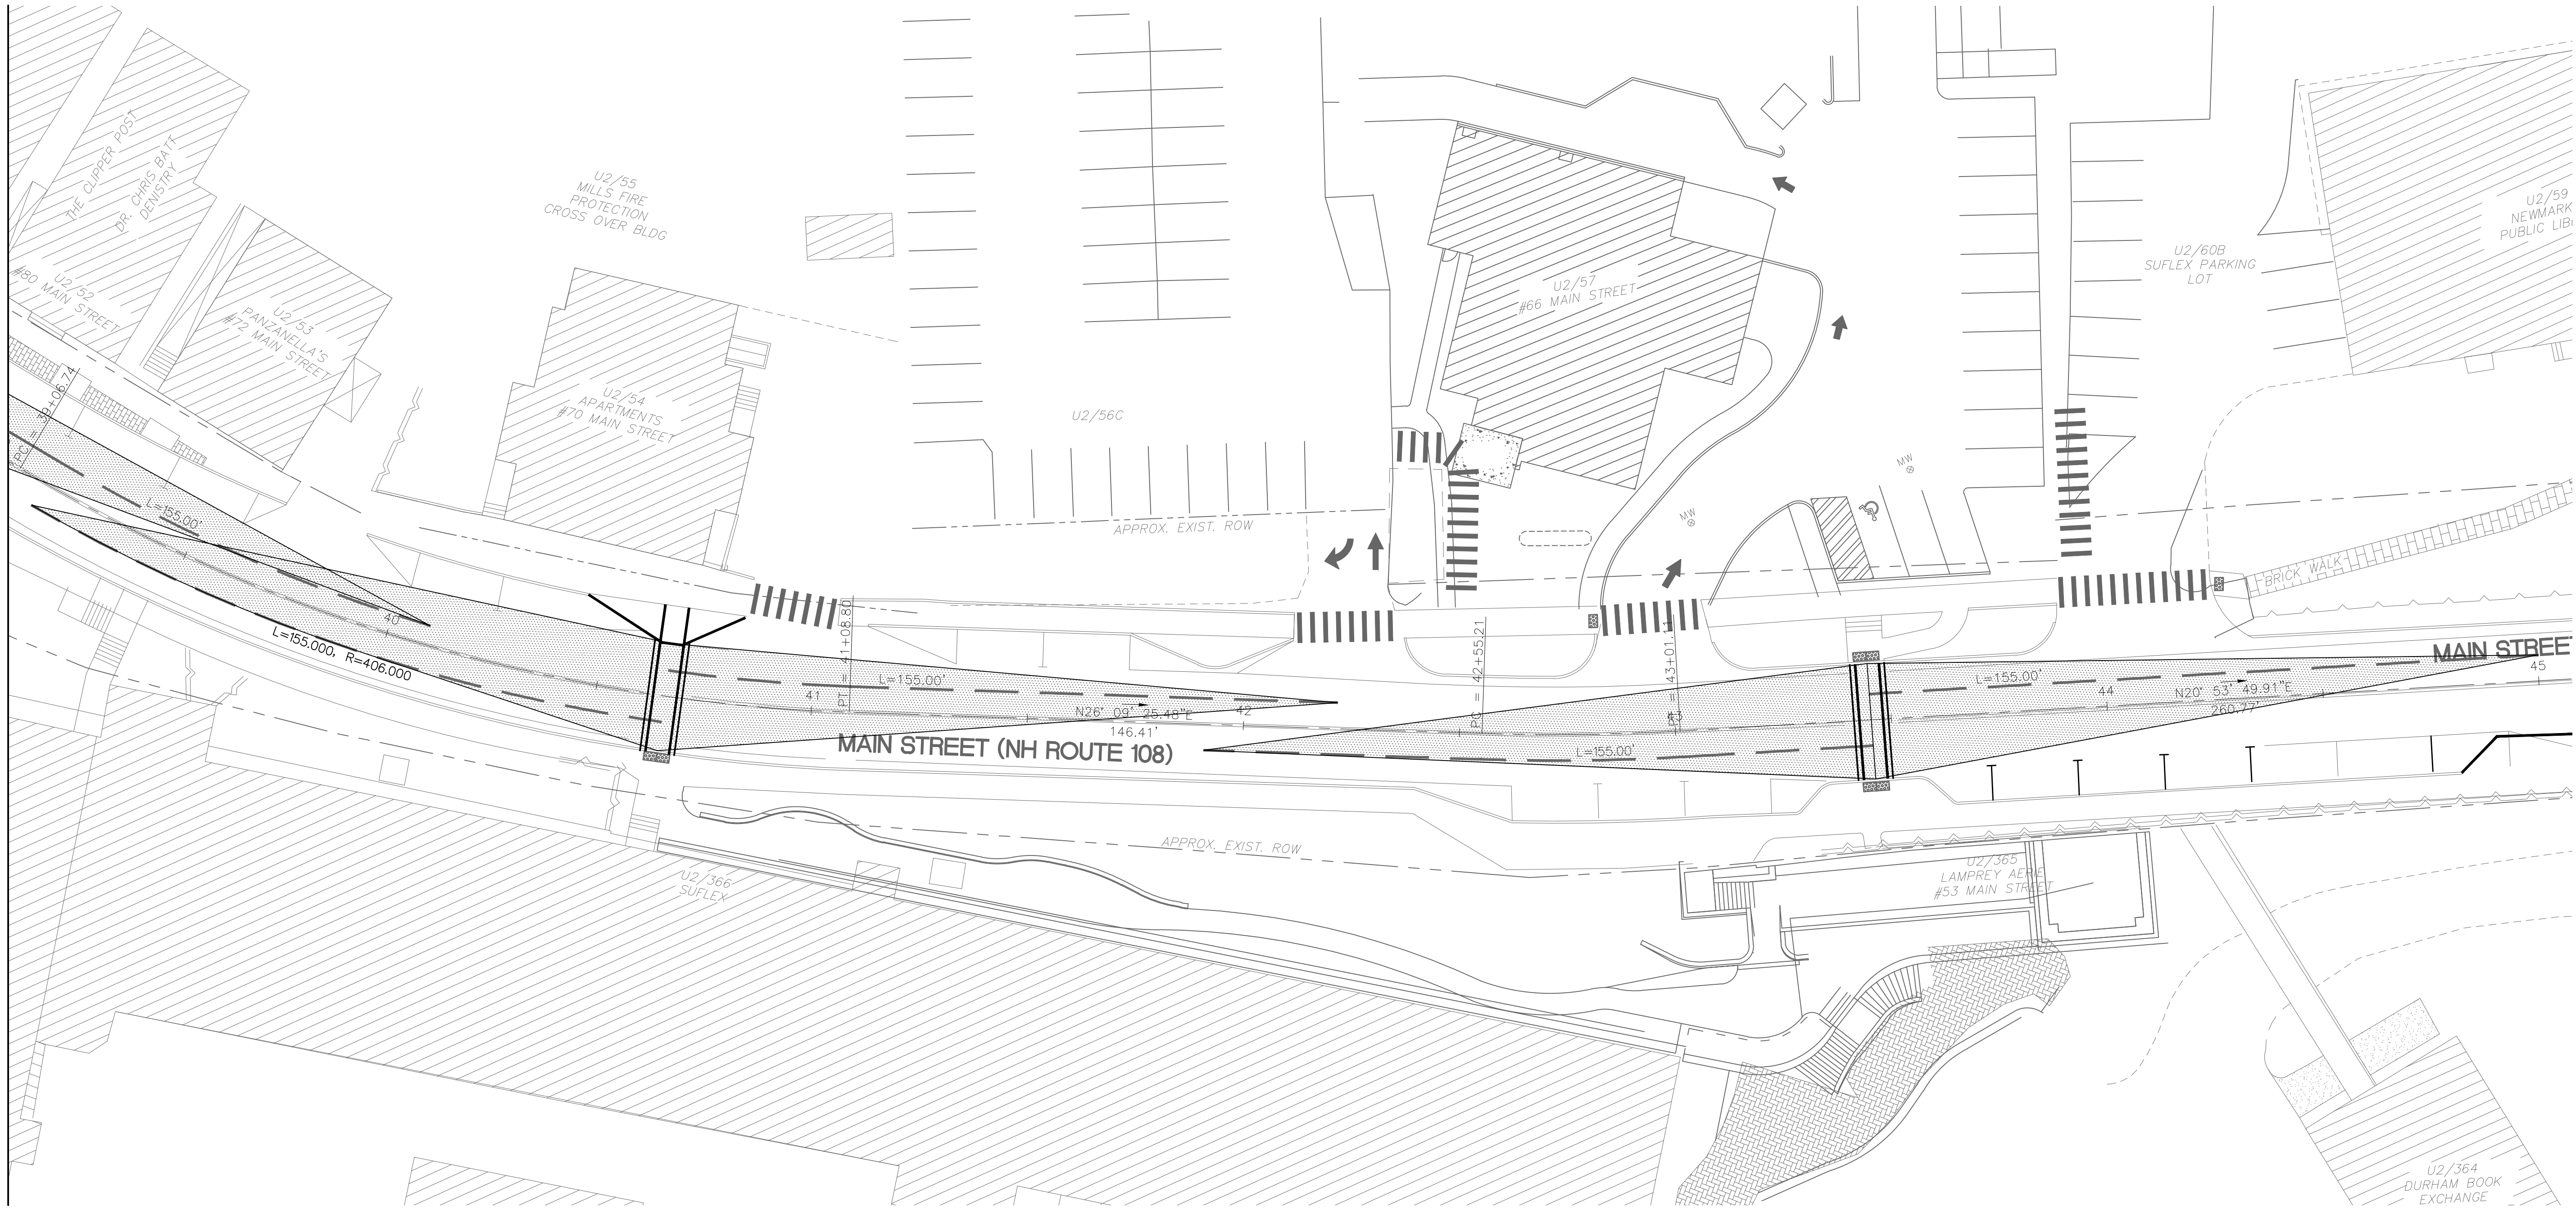 THE CLIPPER POST
DR. CHRIS BATT
DENISTRY
U2/52
#80 MAIN STREET
U2/53
PANZANELLA'S
#72 MAIN STREET
U2/55
MILLS FIRE
PROTECTION
CROSS OVER BLDG
U2/54
APARTMENTS
#70 MAIN STREET
U2/56C
APPROX. EXIST. ROW
U2/57
#66 MAIN STREET
MW
MW
U2/60B
SUFLEX PARKING
LOT
U2/59
NEWMARK
PUBLIC LIB
BRICK WALK
PC = 39+06.74
L=155.00'
40
L=155.000, R=406.000
41
PT = 41+08.80
L=155.00'
N26° 09' 25.48"E
146.41'
42
MAIN STREET (NH ROUTE 108)
PC = 42+55.21
L=155.00'
43
PT = 43+01.11
L=155.00'
44
N20° 53' 49.91"E
260.77'
MAIN STREE
45
APPROX. EXIST. ROW
U2/366
SUFLEX
U2/365
LAMPREY AERIE
#53 MAIN STREET
U2/364
DURHAM BOOK
EXCHANGE